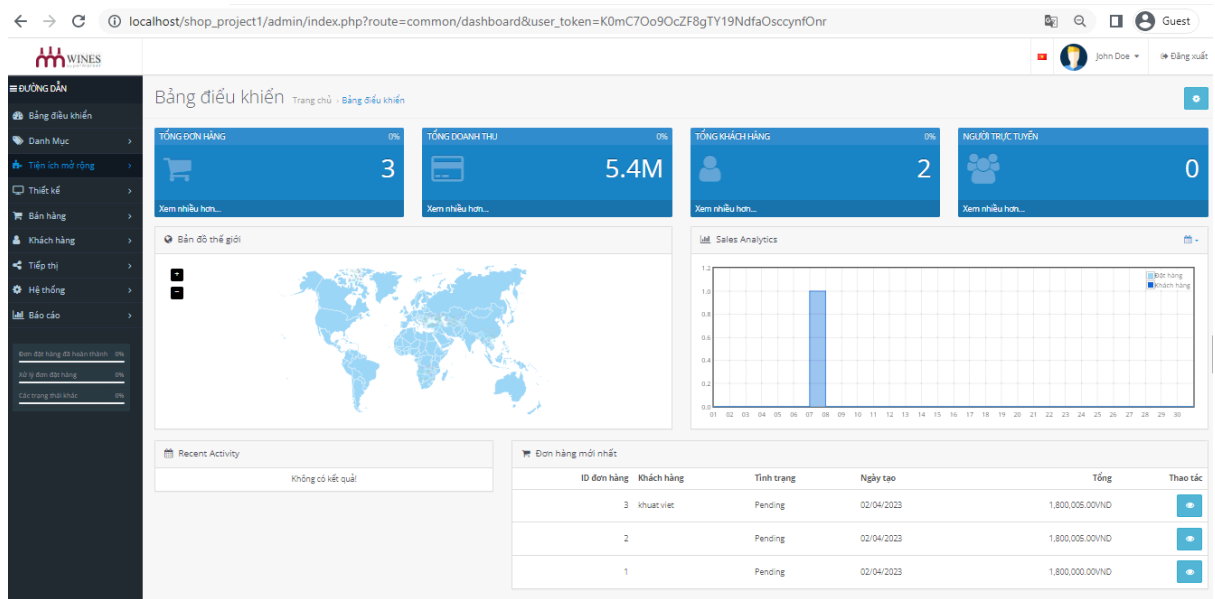 localhost/shop_project1/admin/index.php?route=common/dashboard&user_token=K0mC7Oo9OcZF8gTY19NdfaOsccynfOnr
Guest
WINES
John Doe
Đăng xuất
ĐƯỜNG DẪN
Bảng điều khiển
Danh Mục
Tiện ích mở rộng
Thiết kế
Bán hàng
Khách hàng
Tiếp thị
Hệ thống
Báo cáo
Đơn đặt hàng đã hoàn thành 0%
Xử lý đơn đặt hàng 0%
Các trạng thái khác 0%
Bảng điều khiển Trang chủ › Bảng điều khiển
TỔNG ĐƠN HÀNG 0%
3
Xem nhiều hơn...
TỔNG DOANH THU 0%
5.4M
Xem nhiều hơn...
TỔNG KHÁCH HÀNG 0%
2
Xem nhiều hơn...
NGƯỜI TRỰC TUYẾN
0
Xem nhiều hơn...
Bản đồ thế giới
+
-
Sales Analytics
Đặt hàng
Khách hàng
1.2
1.0
0.8
0.6
0.4
0.2
0.0
01 02 03 04 05 06 07 08 09 10 11 12 13 14 15 16 17 18 19 20 21 22 23 24 25 26 27 28 29 30
Recent Activity
Không có kết quả!
Đơn hàng mới nhất
ID đơn hàng Khách hàng Tình trạng Ngày tạo Tổng Thao tác
3 khuat viet Pending 02/04/2023 1,800,005.00VND
2 Pending 02/04/2023 1,800,005.00VND
1 Pending 02/04/2023 1,800,000.00VND